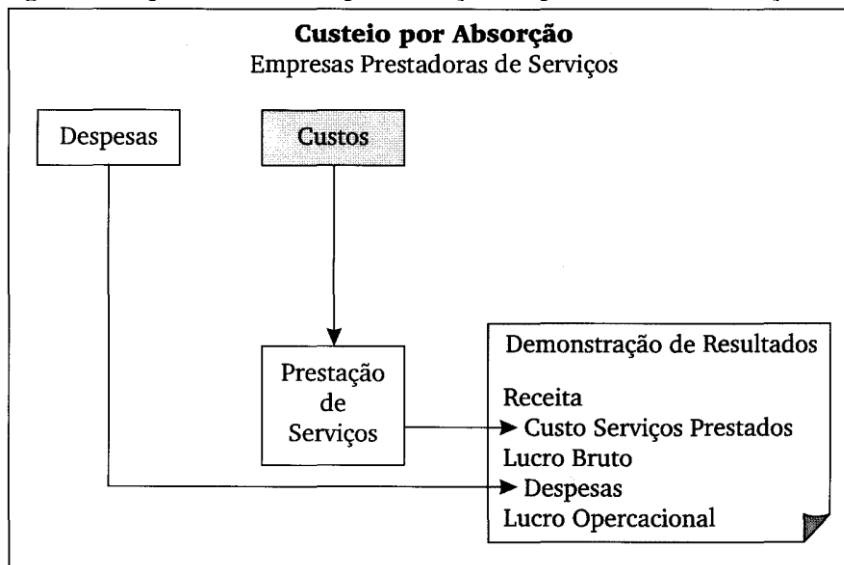 Custeio por Absorção
Empresas Prestadoras de Serviços
Despesas
Custos
Prestação
de
Serviços
Demonstração de Resultados
Receita
Custo Serviços Prestados
Lucro Bruto
Despesas
Lucro Opercacional